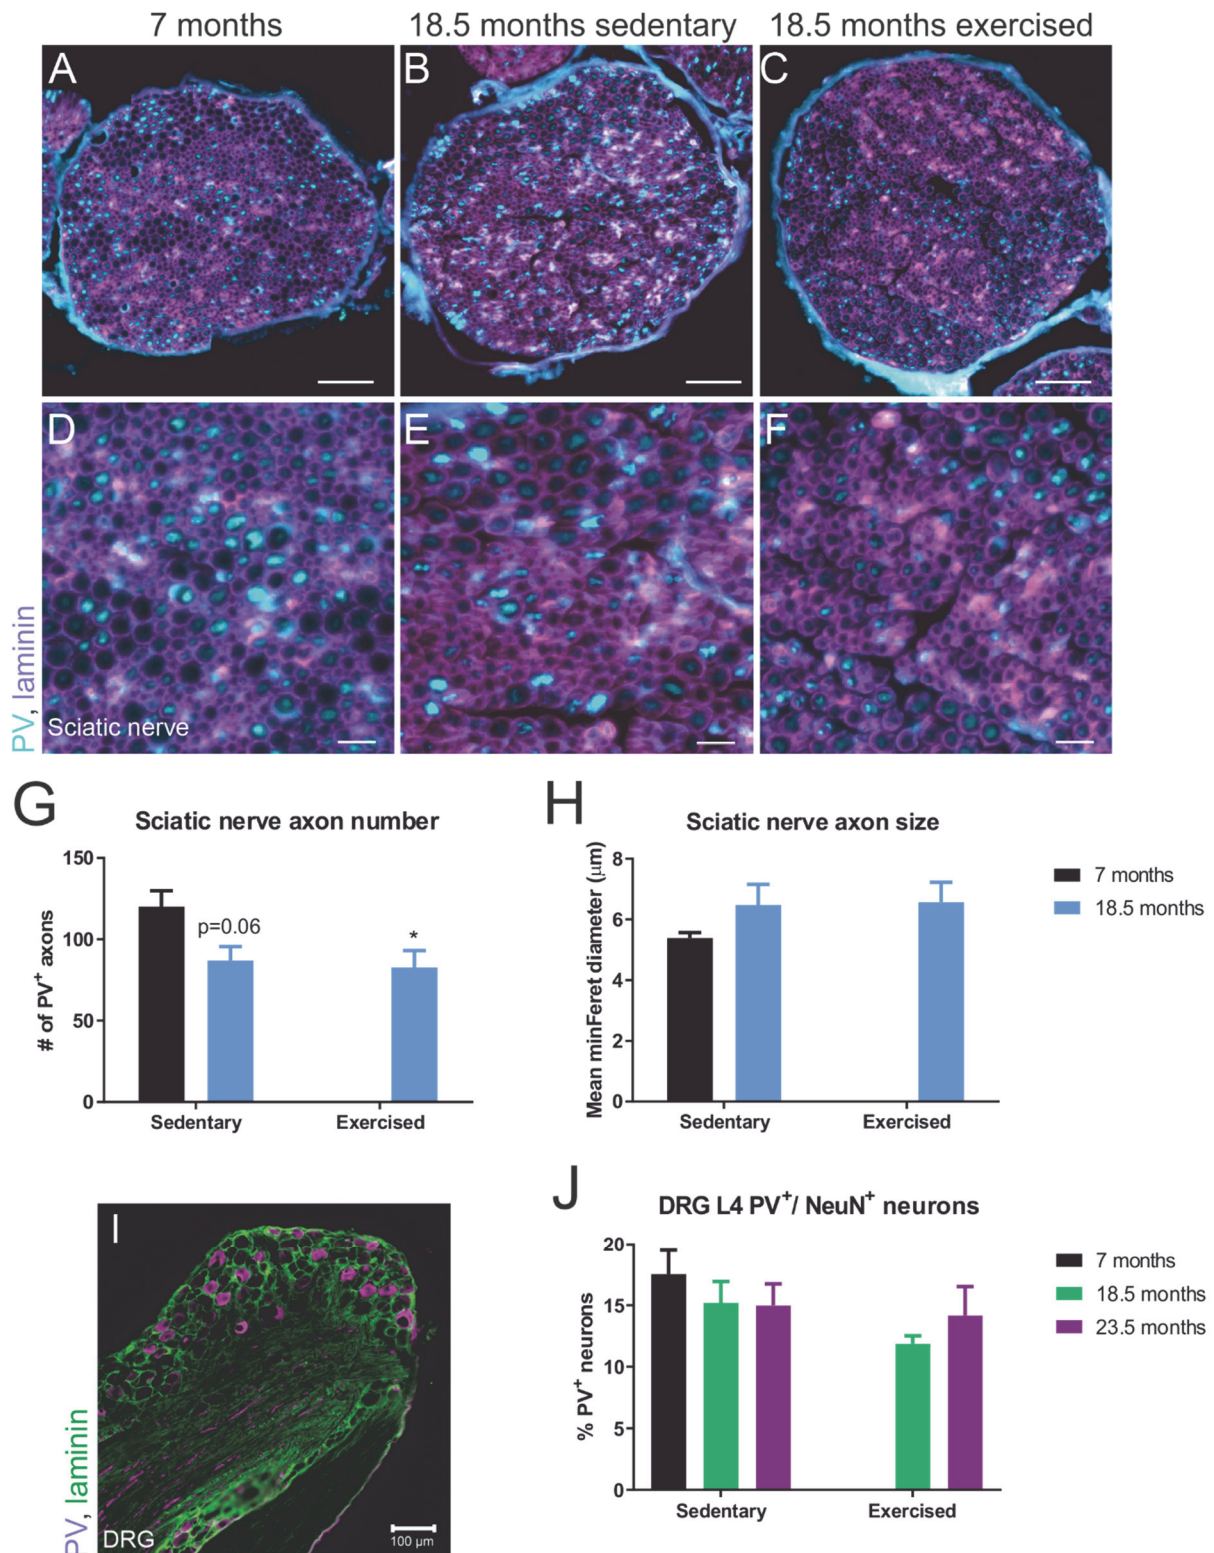 7 months
18.5 months sedentary
18.5 months exercised
A
B
C
D
E
F
PV, laminin
Sciatic nerve
G
Sciatic nerve axon number
# of PV+ axons
150
100
50
0
p=0.06
*
Sedentary
Exercised
H
Sciatic nerve axon size
Mean minFeret diameter (μm)
8
6
4
2
0
Sedentary
Exercised
7 months
18.5 months
I
PV, laminin
DRG
100 μm
J
DRG L4 PV+/ NeuN+ neurons
% PV+ neurons
20
15
10
5
0
Sedentary
Exercised
7 months
18.5 months
23.5 months